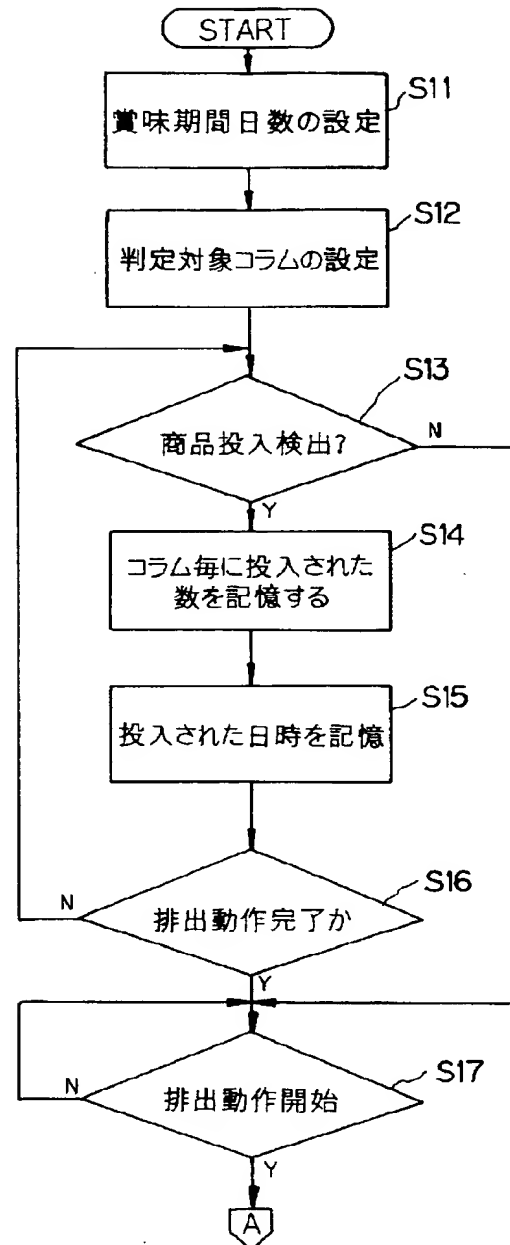 START
S11
賞味期間日数の設定
S12
判定対象コラムの設定
S13
商品投入検出?
N
Y
S14
コラム毎に投入された
数を記憶する
S15
投入された日時を記憶
S16
排出動作完了か
N
Y
S17
排出動作開始
N
Y
A